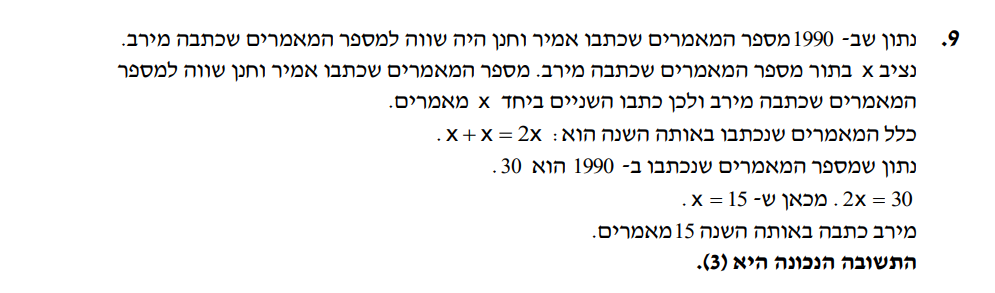 9. נתון שב- 1990 מספר המאמרים שכתבו אמיר וחנן היה שווה למספר המאמרים שכתבה מירב.
נציב x בתור מספר המאמרים שכתבה מירב. מספר המאמרים שכתבו אמיר וחנן שווה למספר
המאמרים שכתבה מירב ולכן כתבו השניים ביחד x מאמרים.
כלל המאמרים שנכתבו באותה השנה הוא: x + x = 2x .
נתון שמספר המאמרים שנכתבו ב- 1990 הוא 30 .
2x = 30 . מכאן ש- x = 15 .
מירב כתבה באותה השנה 15 מאמרים.
התשובה הנכונה היא (3).